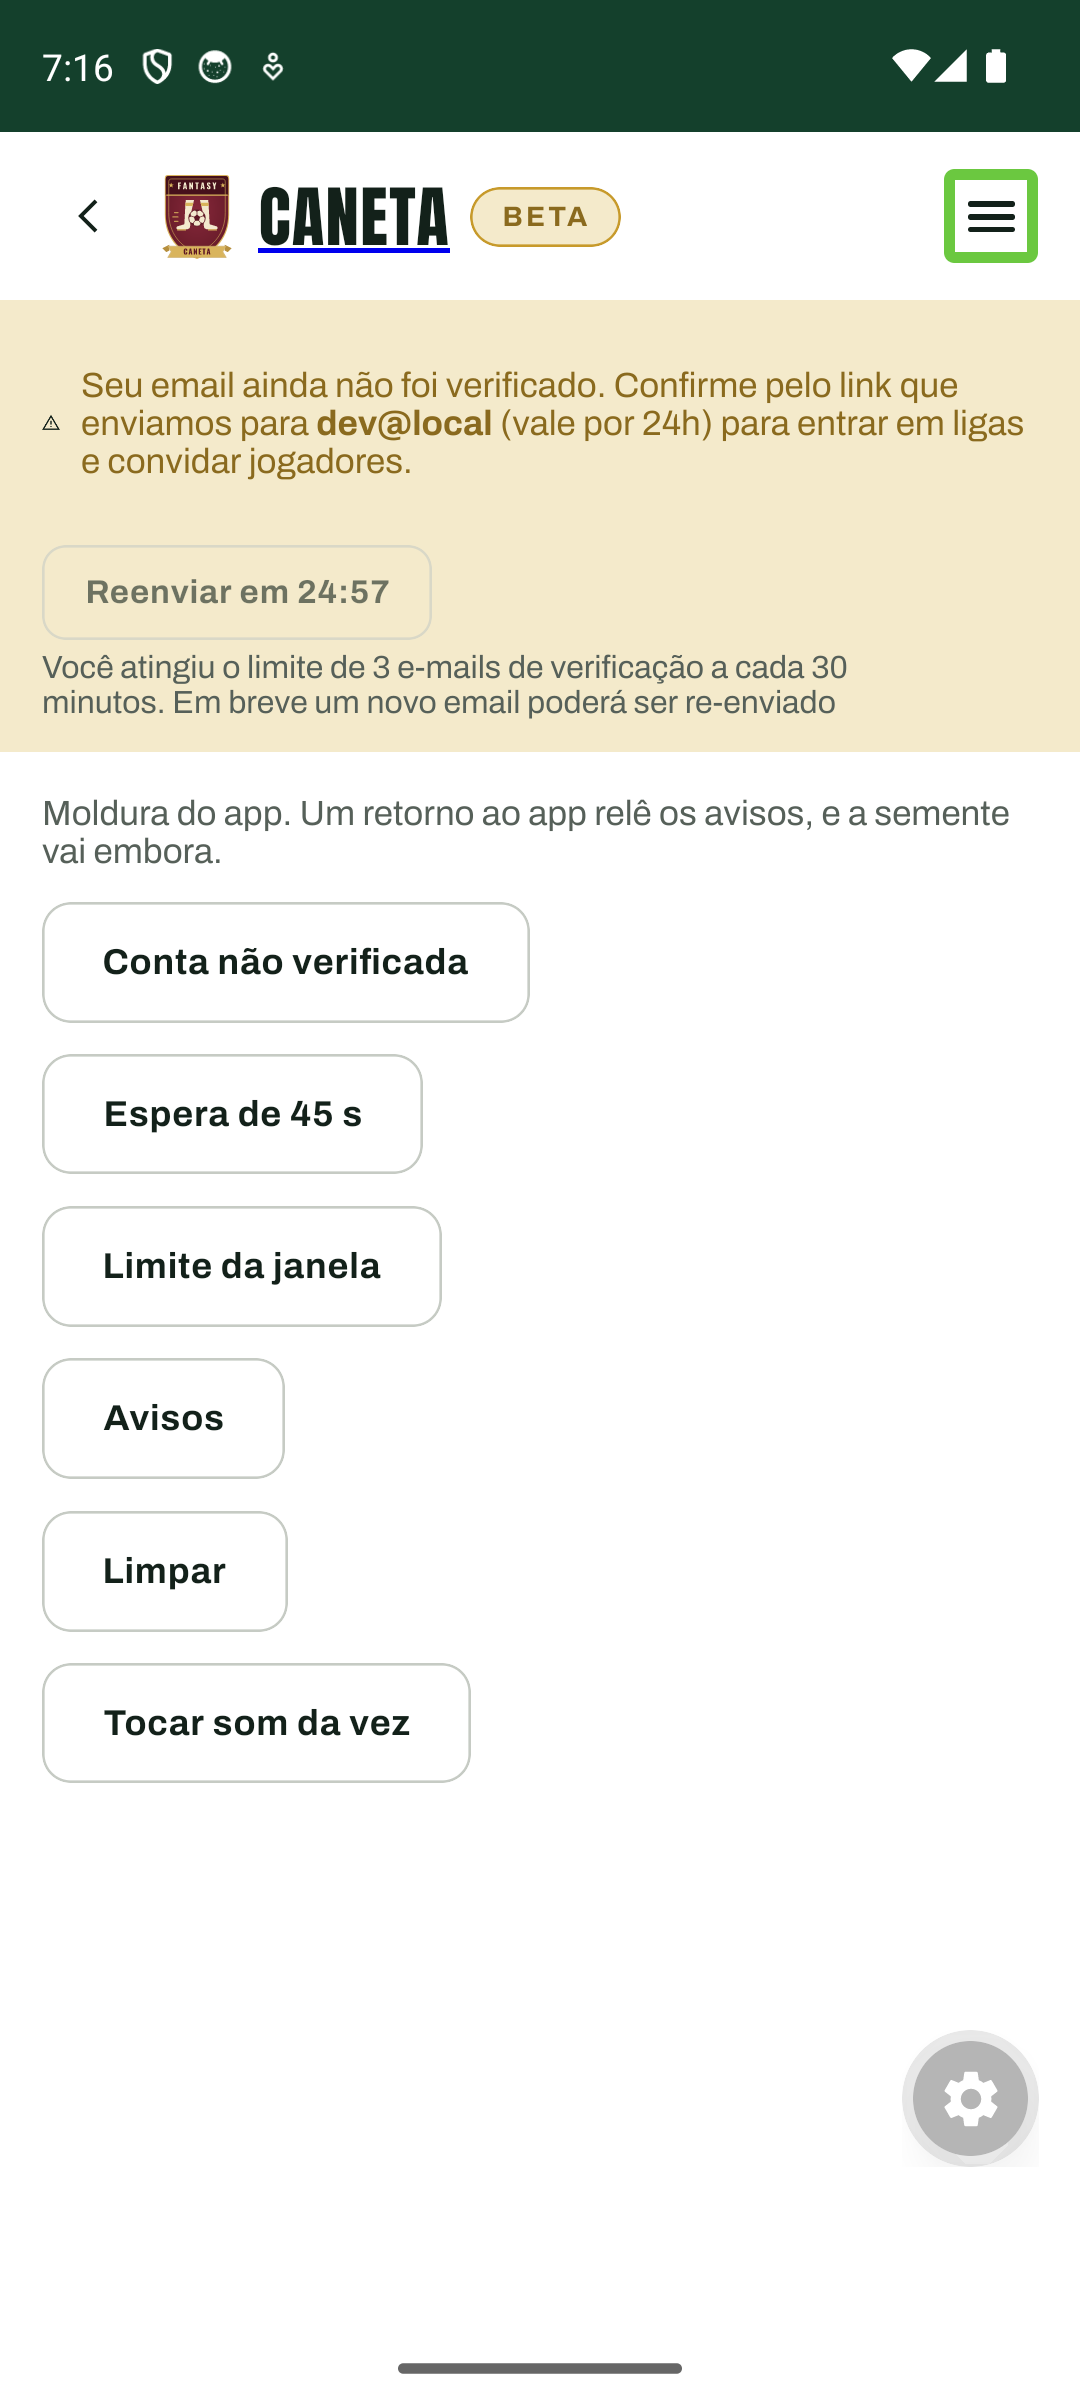 7:16
FANTASY
CANETA
CANETA
BETA
Seu email ainda não foi verificado. Confirme pelo link que
enviamos para dev@local (vale por 24h) para entrar em ligas
e convidar jogadores.
Reenviar em 24:57
Você atingiu o limite de 3 e-mails de verificação a cada 30
minutos. Em breve um novo email poderá ser re-enviado
Moldura do app. Um retorno ao app relê os avisos, e a semente
vai embora.
Conta não verificada
Espera de 45 s
Limite da janela
Avisos
Limpar
Tocar som da vez